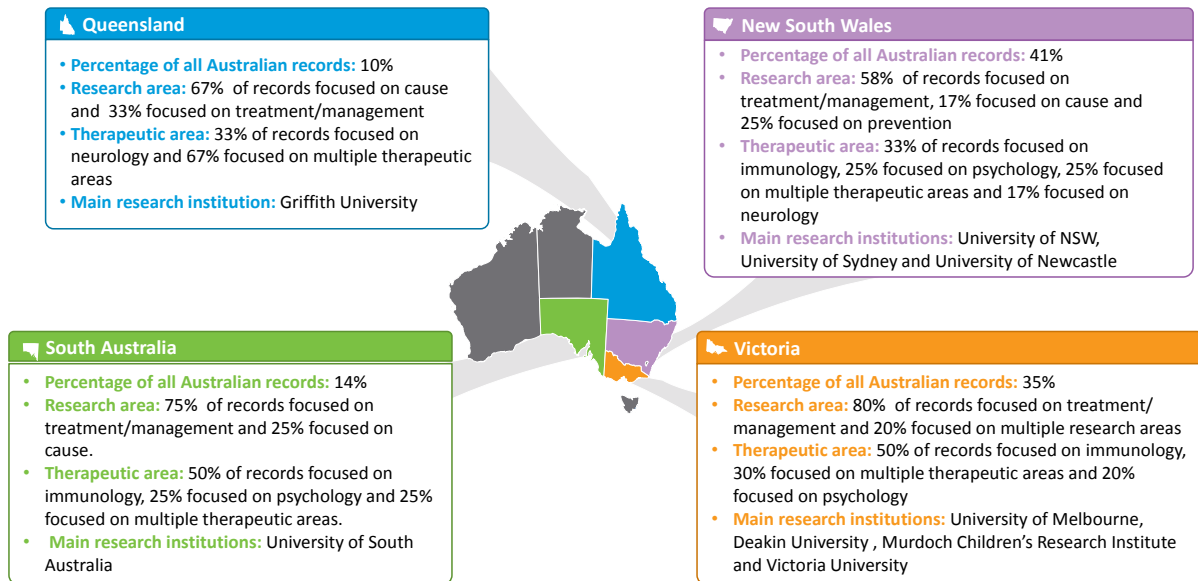 Queensland
• Percentage of all Australian records: 10%
• Research area: 67% of records focused on cause
and 33% focused on treatment/management
• Therapeutic area: 33% of records focused on
neurology and 67% focused on multiple therapeutic
areas
• Main research institution: Griffith University
New South Wales
• Percentage of all Australian records: 41%
• Research area: 58% of records focused on
treatment/management, 17% focused on cause and
25% focused on prevention
• Therapeutic area: 33% of records focused on
immunology, 25% focused on psychology, 25% focused
on multiple therapeutic areas and 17% focused on
neurology
• Main research institutions: University of NSW,
University of Sydney and University of Newcastle
South Australia
• Percentage of all Australian records: 14%
• Research area: 75% of records focused on
treatment/management and 25% focused on
cause.
• Therapeutic area: 50% of records focused on
immunology, 25% focused on psychology and 25%
focused on multiple therapeutic areas.
• Main research institutions: University of South
Australia
Victoria
• Percentage of all Australian records: 35%
• Research area: 80% of records focused on treatment/
management and 20% focused on multiple research areas
• Therapeutic area: 50% of records focused on immunology,
30% focused on multiple therapeutic areas and 20%
focused on psychology
• Main research institutions: University of Melbourne,
Deakin University , Murdoch Children’s Research Institute
and Victoria University